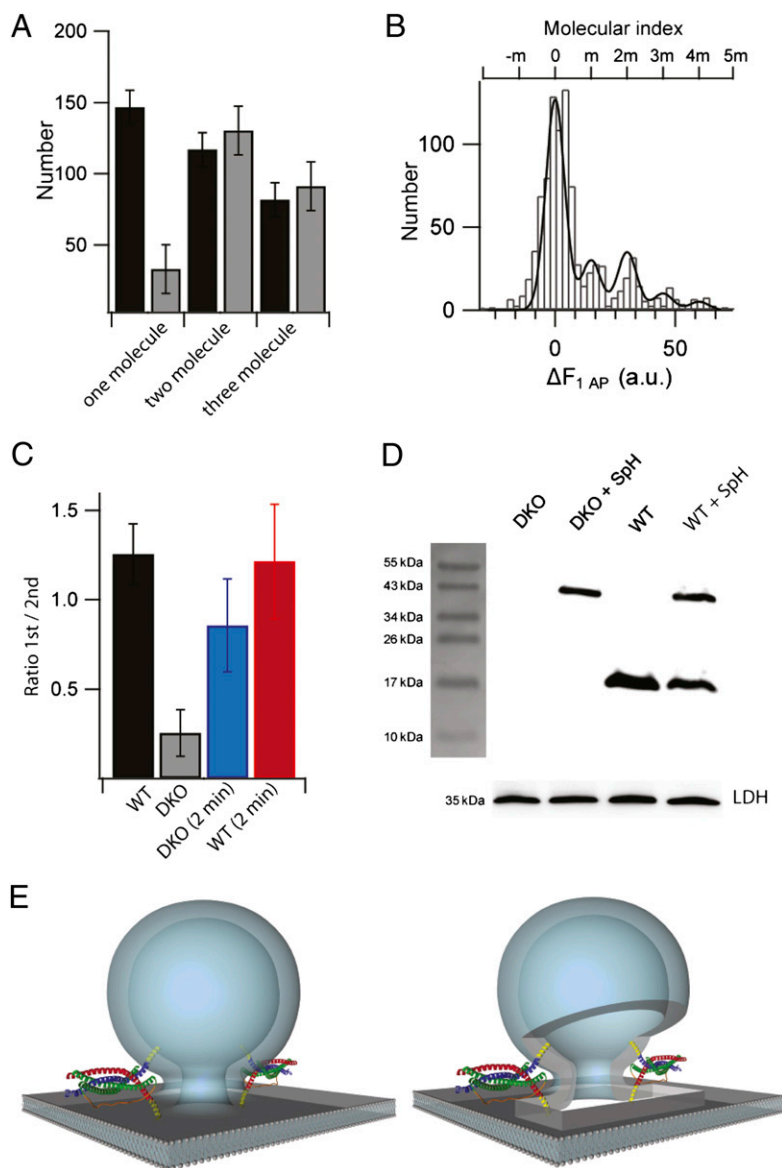 A
200
150
100
50
Number
one molecule
two molecule
three molecule
B
Molecular index
-m 0 m 2m 3m 4m 5m
100
50
0
Number
0 50
ΔF1 AP (a.u.)
C
1.5
1.0
0.5
Ratio 1st / 2nd
WT
DKO
DKO (2 min)
WT (2 min)
D
DKO
DKO + SpH
WT
WT + SpH
55 kDa
43 kDa
34 kDa
26 kDa
17 kDa
10 kDa
35 kDa
LDH
E